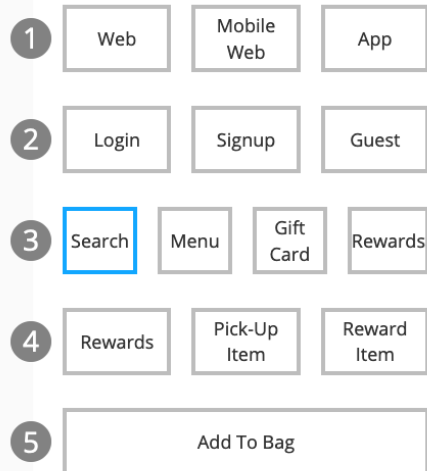 1 Web Mobile Web App
2 Login Signup Guest
3 Search Menu Gift Card Rewards
4 Rewards Pick-Up Item Reward Item
5 Add To Bag